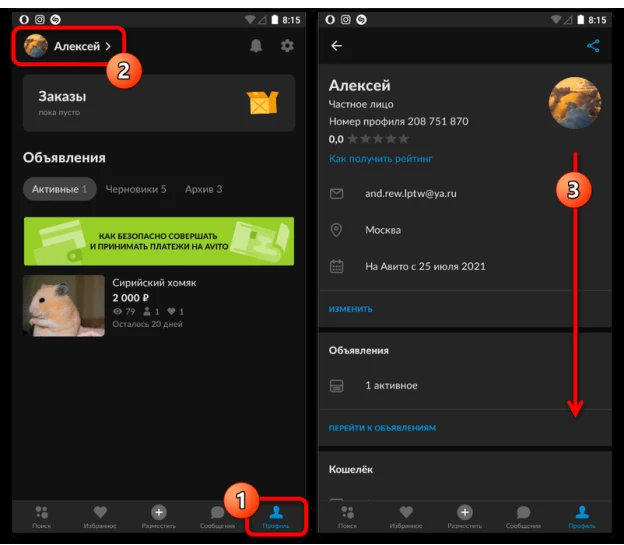 8:15
Алексей >
2
Заказы
пока пусто
Объявления
Активные 1 Черновики 5 Архив 3
КАК БЕЗОПАСНО СОВЕРШАТЬ
И ПРИНИМАТЬ ПЛАТЕЖИ НА AVITO
Сирийский хомяк
2 000 ₽
79 1 1
Осталось 20 дней
1
Поиск Избранное Разместить Сообщения Профиль
8:15
Алексей
Частное лицо
Номер профиля 208 751 870
0,0
Как получить рейтинг
3
and.rew.lptw@ya.ru
Москва
На Авито с 25 июля 2021
ИЗМЕНИТЬ
Объявления
1 активное
ПЕРЕЙТИ К ОБЪЯВЛЕНИЯМ
Кошелёк
Поиск Избранное Разместить Сообщения Профиль